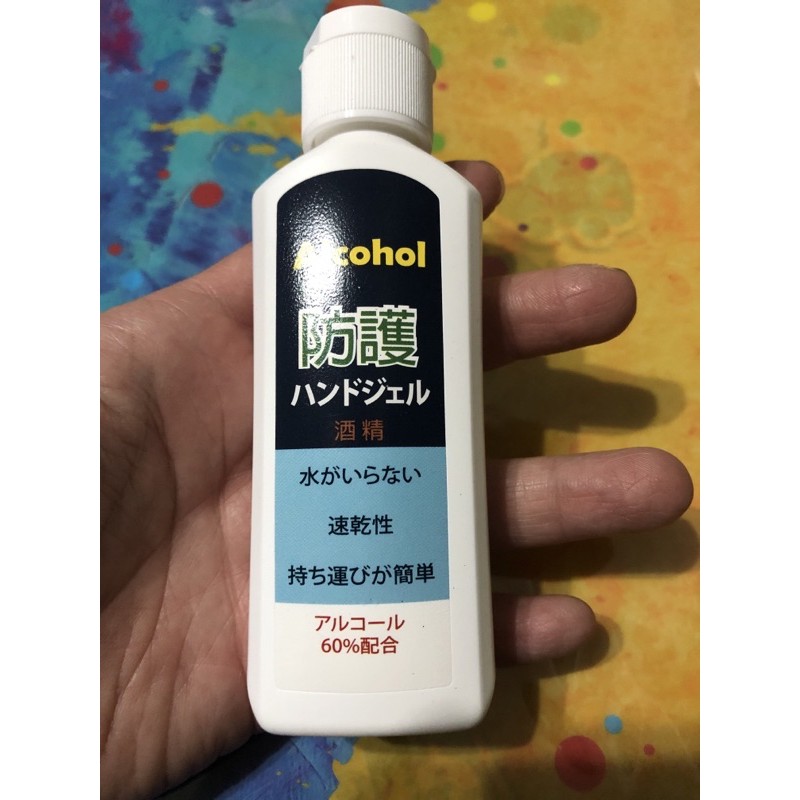 Alcohol
防護
ハンドジェル
酒精
水がいらない
速乾性
持ち運びが簡単
アルコール
60%配合